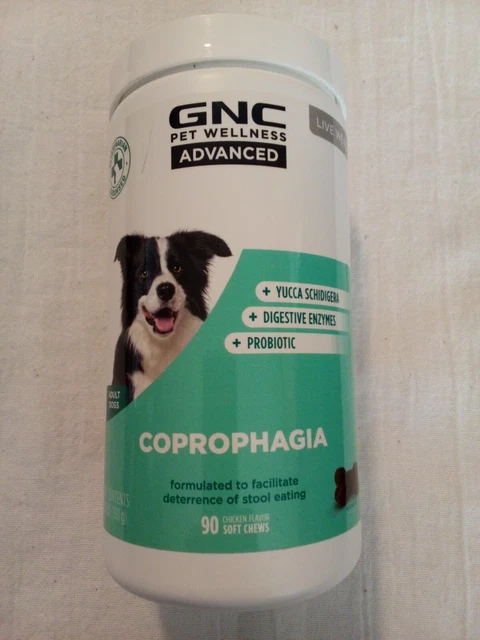 GNC
PET WELLNESS
ADVANCED
LIVE
+ YUCCA SCHIDIGERA
+ DIGESTIVE ENZYMES
+ PROBIOTIC
ADULT
DOGS
COPROPHAGIA
formulated to facilitate
deterrence of stool eating
90 CHICKEN FLAVOR
SOFT CHEWS